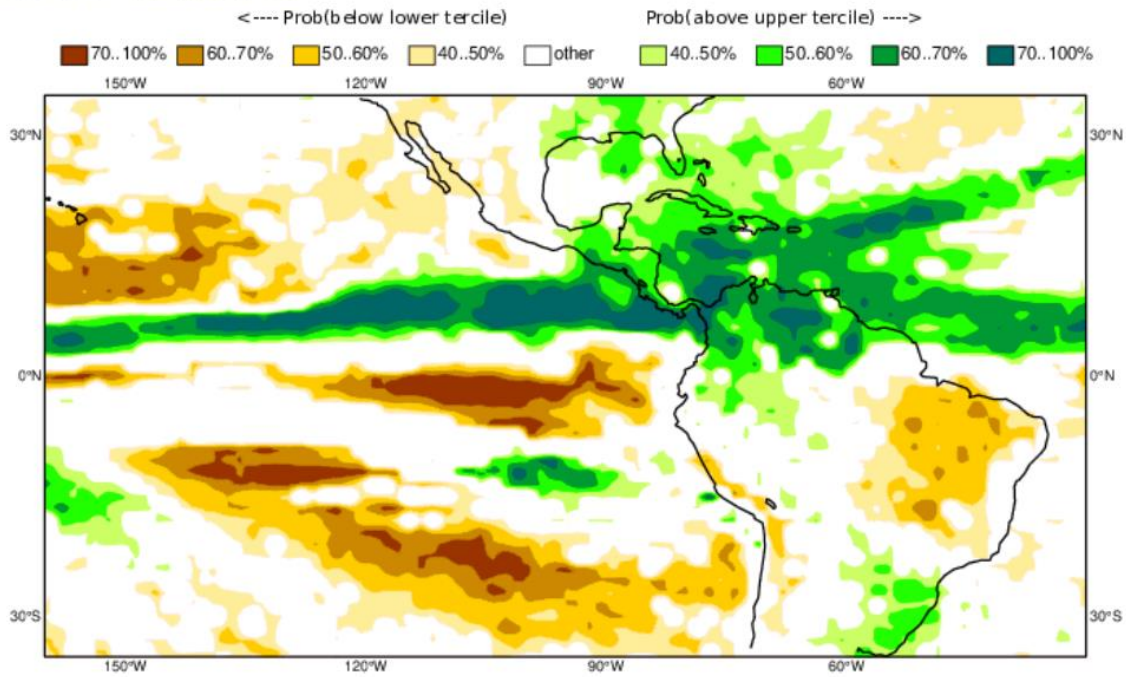 <---- Prob(below lower tercile) Prob(above upper tercile) ---->
70..100% 60..70% 50..60% 40..50% other 40..50% 50..60% 60..70% 70..100%
150°W 120°W 90°W 60°W
30°N 30°N
0°N 0°N
30°S 30°S
150°W 120°W 90°W 60°W